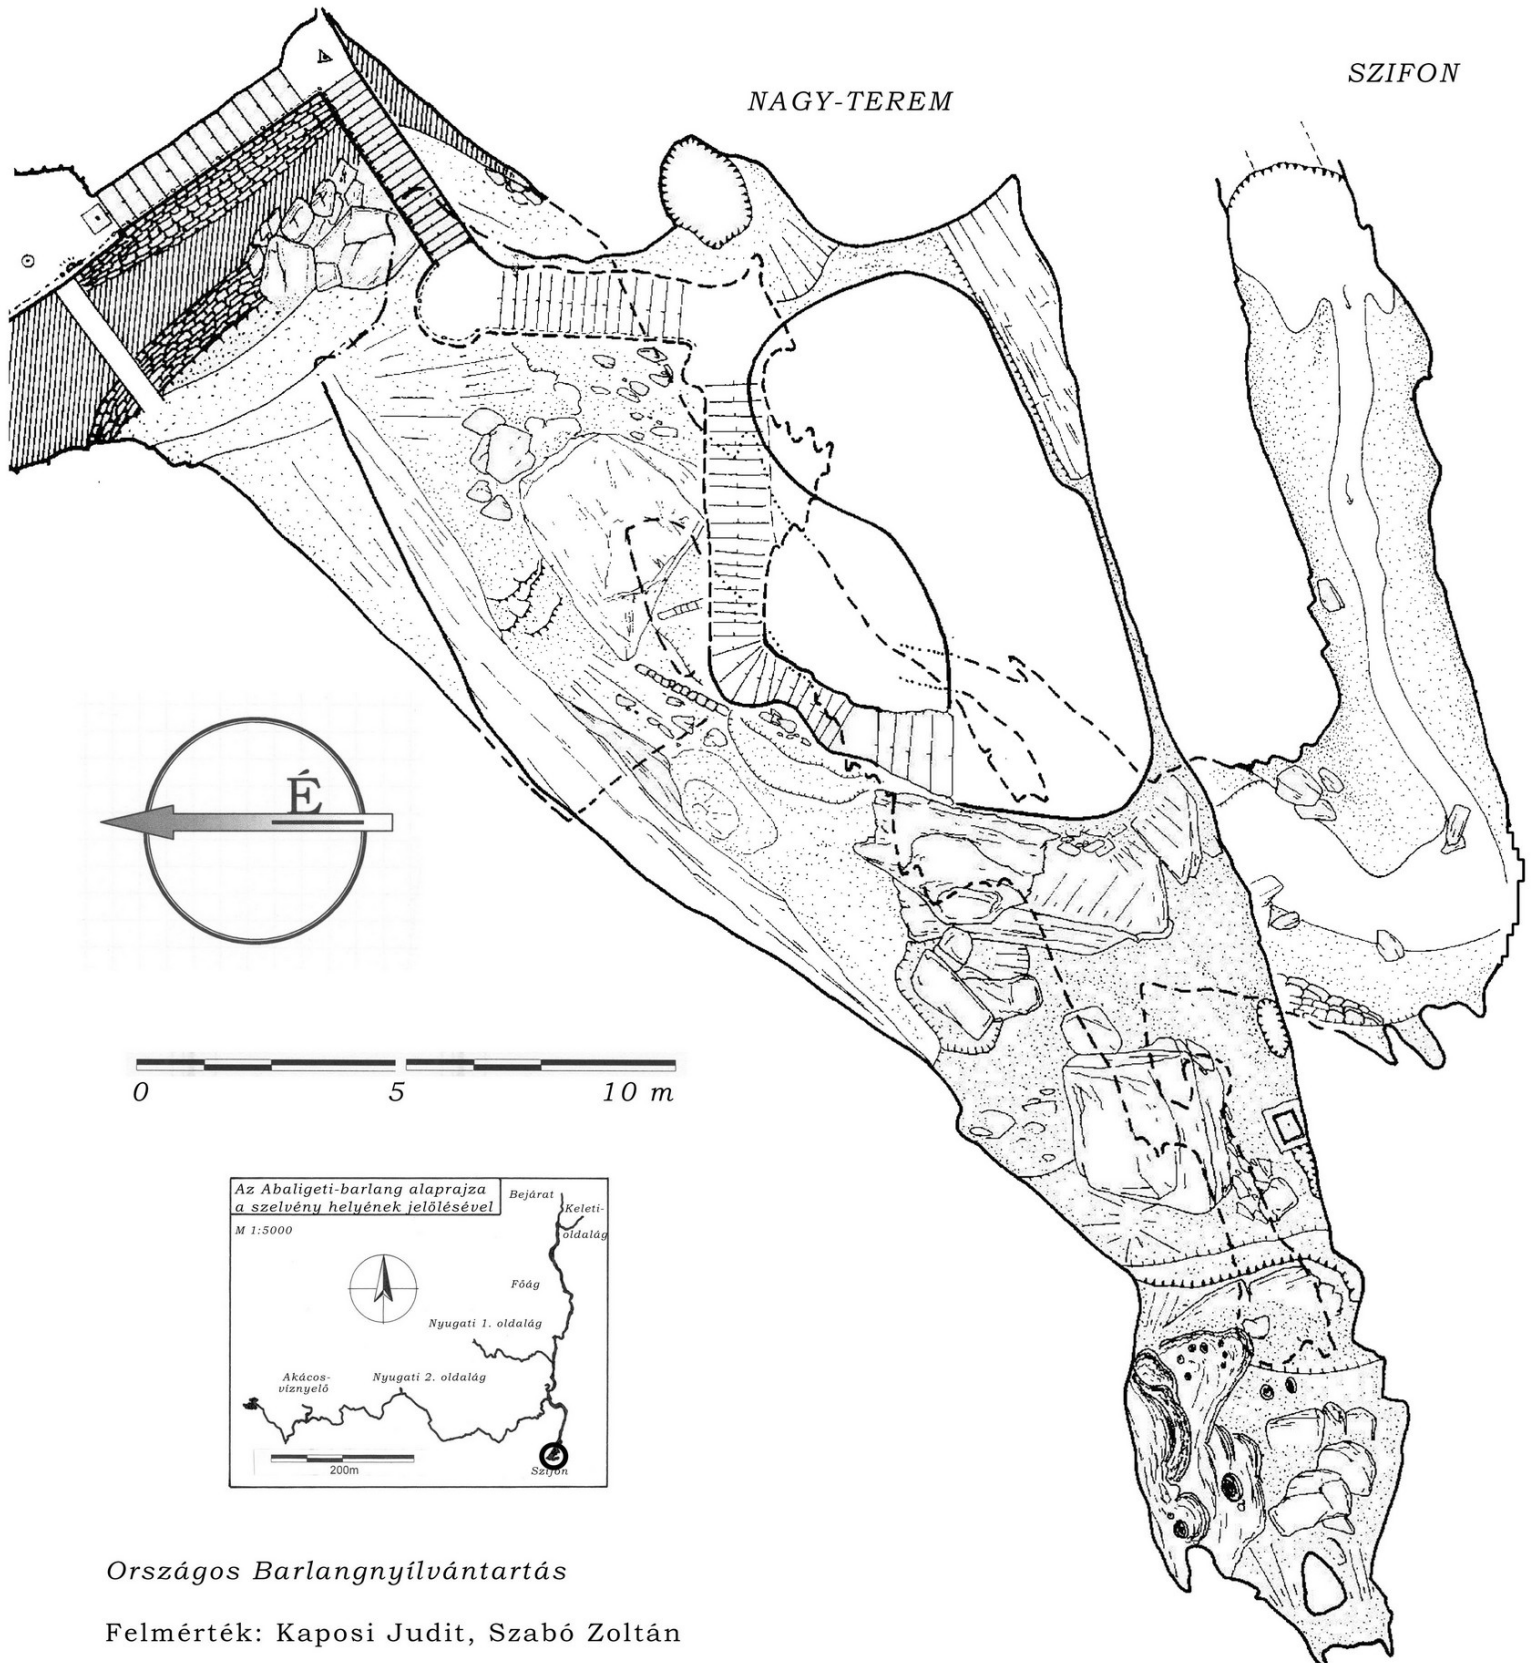 SZIFON
NAGY-TEREM
É
0 5 10 m
Az Abaligeti-barlang alaprajza
a szelvény helyének jelölésével
M 1:5000
Bejárat
Keleti-
oldalág
Főág
Nyugati 1. oldalág
Akácos-
víznyelő
Nyugati 2. oldalág
200m
Szifon
Országos Barlangnyílvántartás
Felmérték: Kaposi Judit, Szabó Zoltán